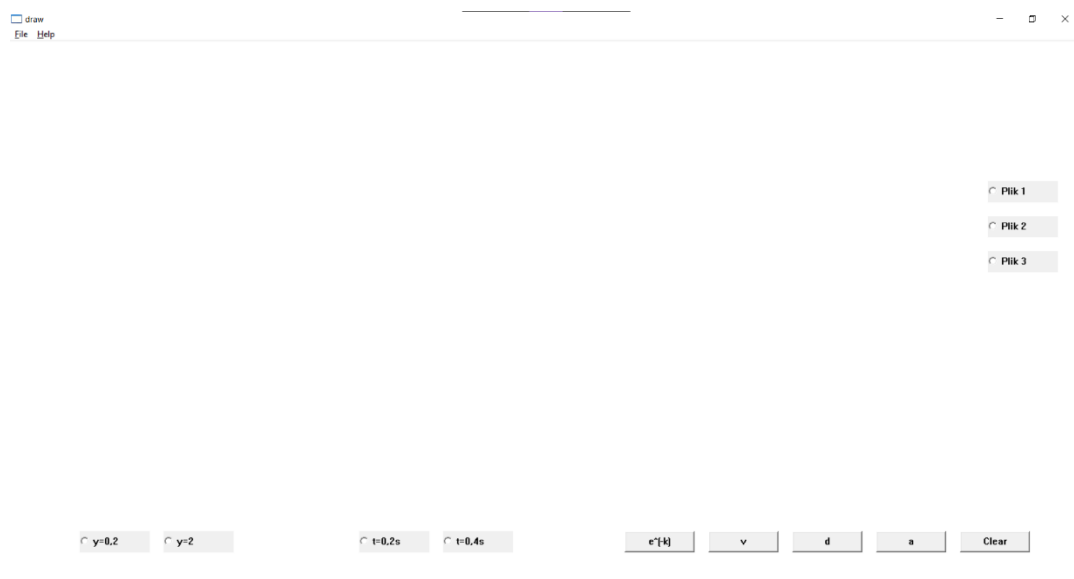 draw
File Help
Plik 1
Plik 2
Plik 3
y=0,2 y=2 t=0,2s t=0,4s e^(-k) v d a Clear